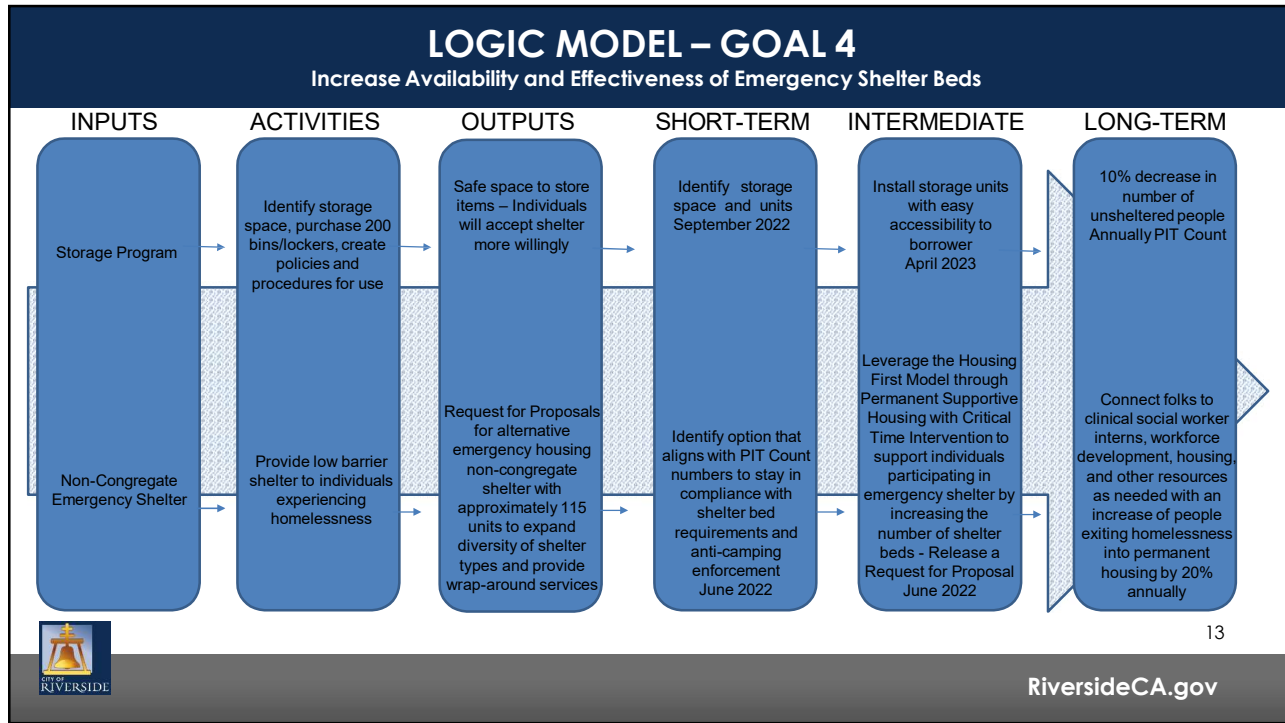 LOGIC MODEL – GOAL 4
Increase Availability and Effectiveness of Emergency Shelter Beds
INPUTS
ACTIVITIES
OUTPUTS
SHORT-TERM
INTERMEDIATE
LONG-TERM
Storage Program
Identify storage
space, purchase 200
bins/lockers, create
policies and
procedures for use
Safe space to store
items – Individuals
will accept shelter
more willingly
Identify storage
space and units
September 2022
Install storage units
with easy
accessibility to
borrower
April 2023
10% decrease in
number of
unsheltered people
Annually PIT Count
Non-Congregate
Emergency Shelter
Provide low barrier
shelter to individuals
experiencing
homelessness
Request for Proposals
for alternative
emergency housing
non-congregate
shelter with
approximately 115
units to expand
diversity of shelter
types and provide
wrap-around services
Identify option that
aligns with PIT Count
numbers to stay in
compliance with
shelter bed
requirements and
anti-camping
enforcement
June 2022
Leverage the Housing
First Model through
Permanent Supportive
Housing with Critical
Time Intervention to
support individuals
participating in
emergency shelter by
increasing the
number of shelter
beds - Release a
Request for Proposal
June 2022
Connect folks to
clinical social worker
interns, workforce
development, housing,
and other resources
as needed with an
increase of people
exiting homelessness
into permanent
housing by 20%
annually
13
CITY OF
RIVERSIDE
RiversideCA.gov